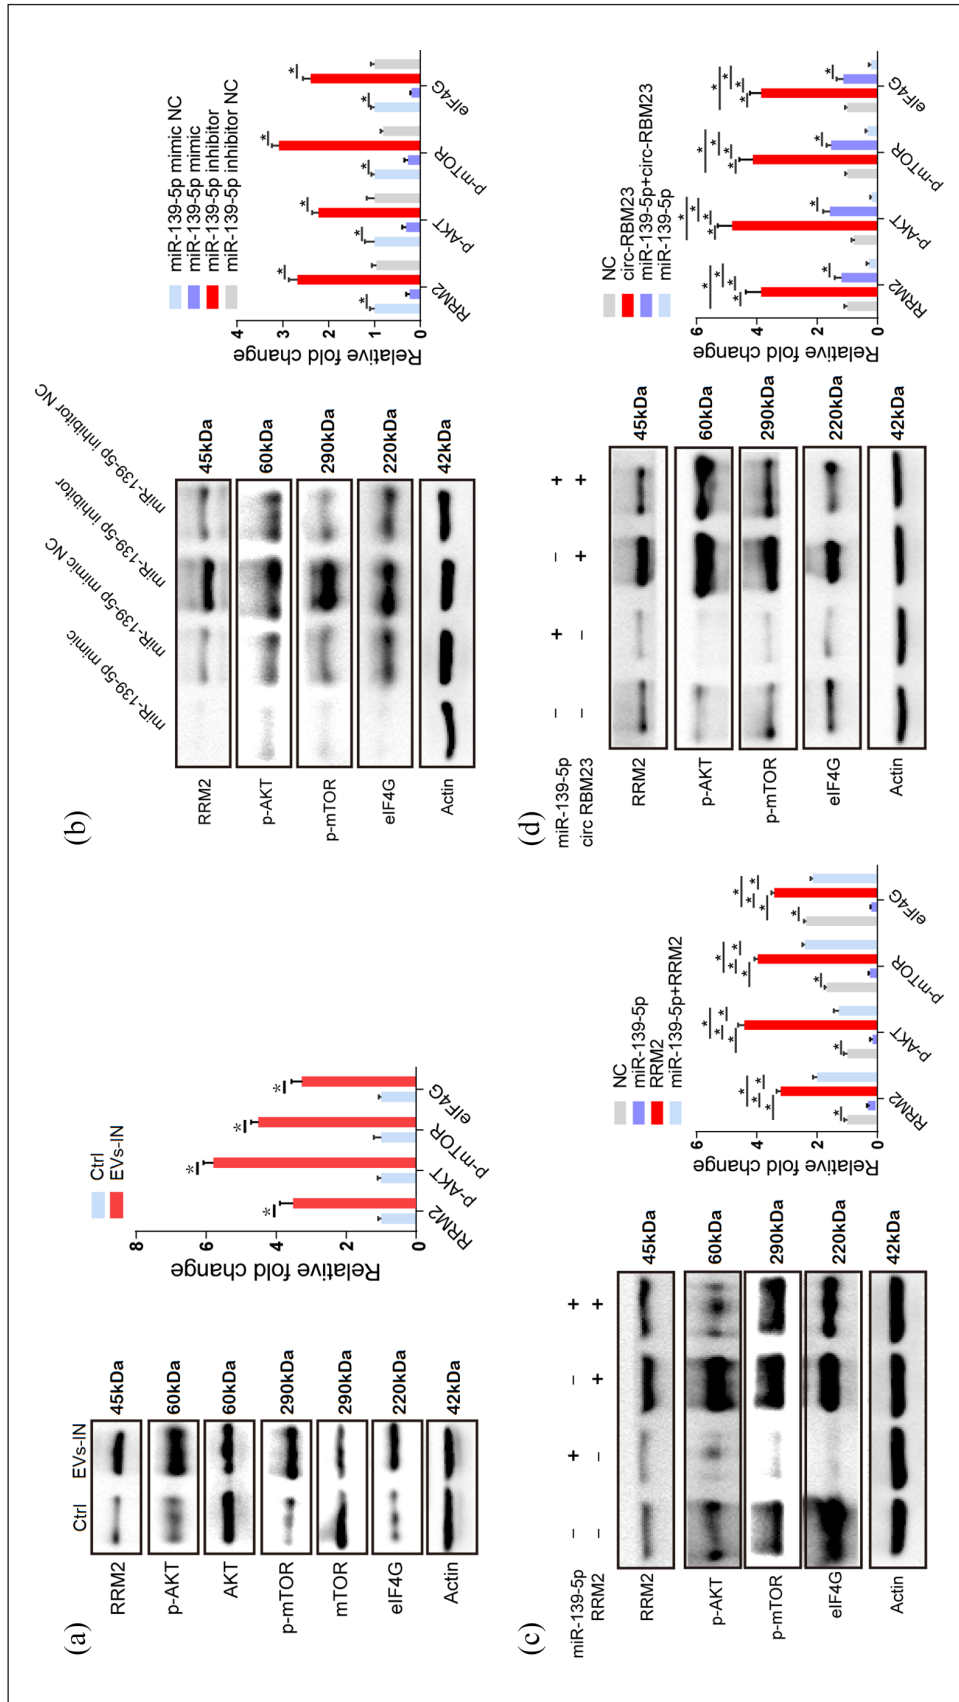 (a)
Ctrl EVs-IN
RRM2 45kDa
p-AKT 60kDa
AKT 60kDa
p-mTOR 290kDa
mTOR 290kDa
eIF4G 220kDa
Actin 42kDa
Ctrl
EVs-IN
Relative fold change
8
6
4
2
0
* * * *
RRM2 p-AKT p-mTOR eIF4G
(b)
miR-139-5p mimic
miR-139-5p mimic NC
miR-139-5p inhibitor
miR-139-5p inhibitor NC
RRM2 45kDa
p-AKT 60kDa
p-mTOR 290kDa
eIF4G 220kDa
Actin 42kDa
miR-139-5p mimic NC
miR-139-5p mimic
miR-139-5p inhibitor
miR-139-5p inhibitor NC
Relative fold change
4
3
2
1
0
* * * * * * * *
RRM2 p-AKT p-mTOR eIF4G
(c)
miR-139-5p – + – +
RRM2 – – + +
RRM2 45kDa
p-AKT 60kDa
p-mTOR 290kDa
eIF4G 220kDa
Actin 42kDa
NC
miR-139-5p
RRM2
miR-139-5p+RRM2
Relative fold change
6
4
2
0
* * * * * * * * * * * * * * * * * * * *
RRM2 p-AKT p-mTOR eIF4G
(d)
miR-139-5p – + – +
circ RBM23 – – + +
RRM2 45kDa
p-AKT 60kDa
p-mTOR 290kDa
eIF4G 220kDa
Actin 42kDa
NC
circ-RBM23
miR-139-5p+circ-RBM23
miR-139-5p
Relative fold change
6
4
2
0
* * * * * * * * * * * * * * * * * * * *
RRM2 p-AKT p-mTOR eIF4G